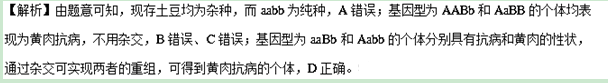 【解析】由题意可知，现存土豆均为杂种，而 aabb 为纯种，A 错误；基因型为 AABb 和 AaBB 的个体均表
现为黄肉抗病，不用杂交，B 错误、C 错误；基因型为 aaBb 和 Aabb 的个体分别具有抗病和黄肉的性状，
通过杂交可实现两者的重组，可得到黄肉抗病的个体，D 正确。